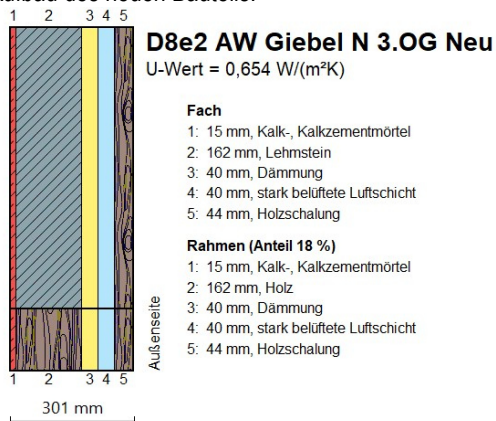 1 2 3 4 5
D8e2 AW Giebel N 3.OG Neu
U-Wert = 0,654 W/(m²K)
Fach
1: 15 mm, Kalk-, Kalkzementmörtel
2: 162 mm, Lehmstein
3: 40 mm, Dämmung
4: 40 mm, stark belüftete Luftschicht
5: 44 mm, Holzschalung
Rahmen (Anteil 18 %)
1: 15 mm, Kalk-, Kalkzementmörtel
2: 162 mm, Holz
3: 40 mm, Dämmung
4: 40 mm, stark belüftete Luftschicht
5: 44 mm, Holzschalung
Außenseite
1 2 3 4 5
301 mm